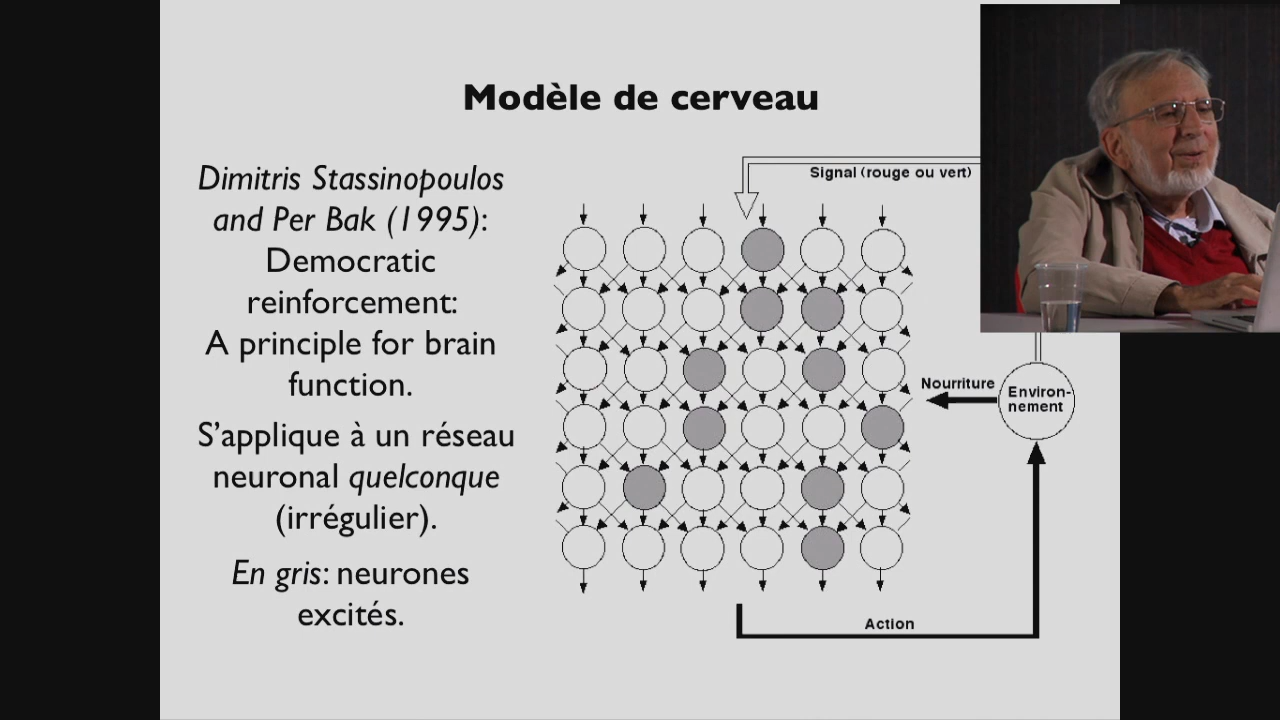 Modèle de cerveau
Dimitris Stassinopoulos
and Per Bak (1995):
Democratic
reinforcement:
A principle for brain
function.
S’applique à un réseau
neuronal quelconque
(irrégulier).
En gris: neurones
excités.
Signal (rouge ou vert)
Nourriture
Environ-
nement
Action